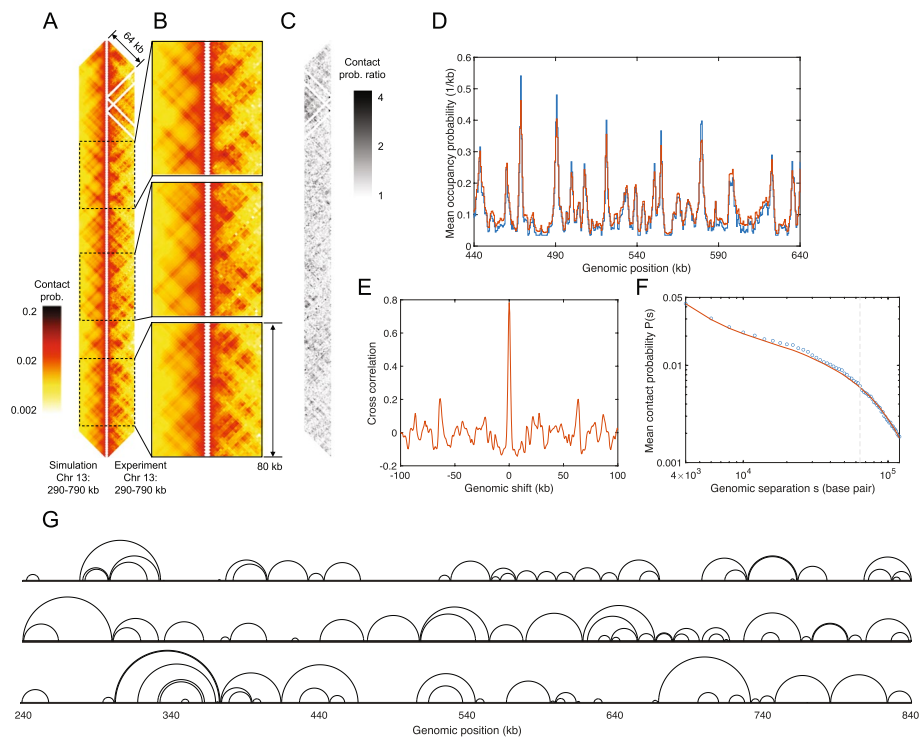 A
B
C
D
64 kb
Contact
prob. ratio
4
2
1
Contact
prob.
0.2
0.02
0.002
Simulation
Chr 13:
290-790 kb
Experiment
Chr 13:
290-790 kb
80 kb
Mean occupancy probability (1/kb)
0.6
0.5
0.4
0.3
0.2
0.1
0
440
490
540
590
640
Genomic position (kb)
E
Cross correlation
0.8
0.6
0.4
0.2
0
-0.2
-100
-50
0
50
100
Genomic shift (kb)
F
Mean contact probability P(s)
0.05
0.01
0.001
4×10³
10⁴
10⁵
Genomic separation s (base pair)
G
240
340
440
540
640
740
840
Genomic position (kb)